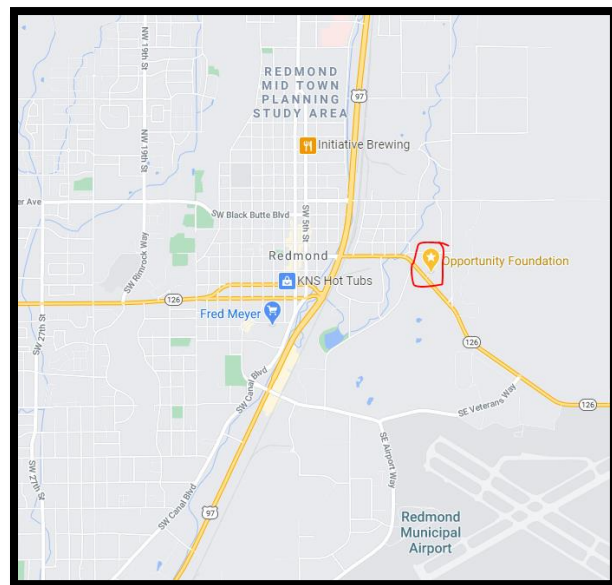 NW 19th St
NW 19th St
REDMOND
MID TOWN
PLANNING
STUDY AREA
97
Initiative Brewing
er Ave
SW Black Butte Blvd
SW 5th St
SW Rimrock Way
Redmond
Opportunity Foundation
KNS Hot Tubs
126
Fred Meyer
SW 27th St
126
SW Canal Blvd
SE Veterans Way
126
SW 27th St
SE Airport Way
SW Canal Blvd
97
Redmond
Municipal
Airport